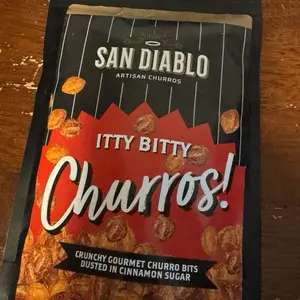 SAN DIABLO
ARTISAN CHURROS
ITTY BITTY
Churros!
CRUNCHY GOURMET CHURRO BITS
DUSTED IN CINNAMON SUGAR